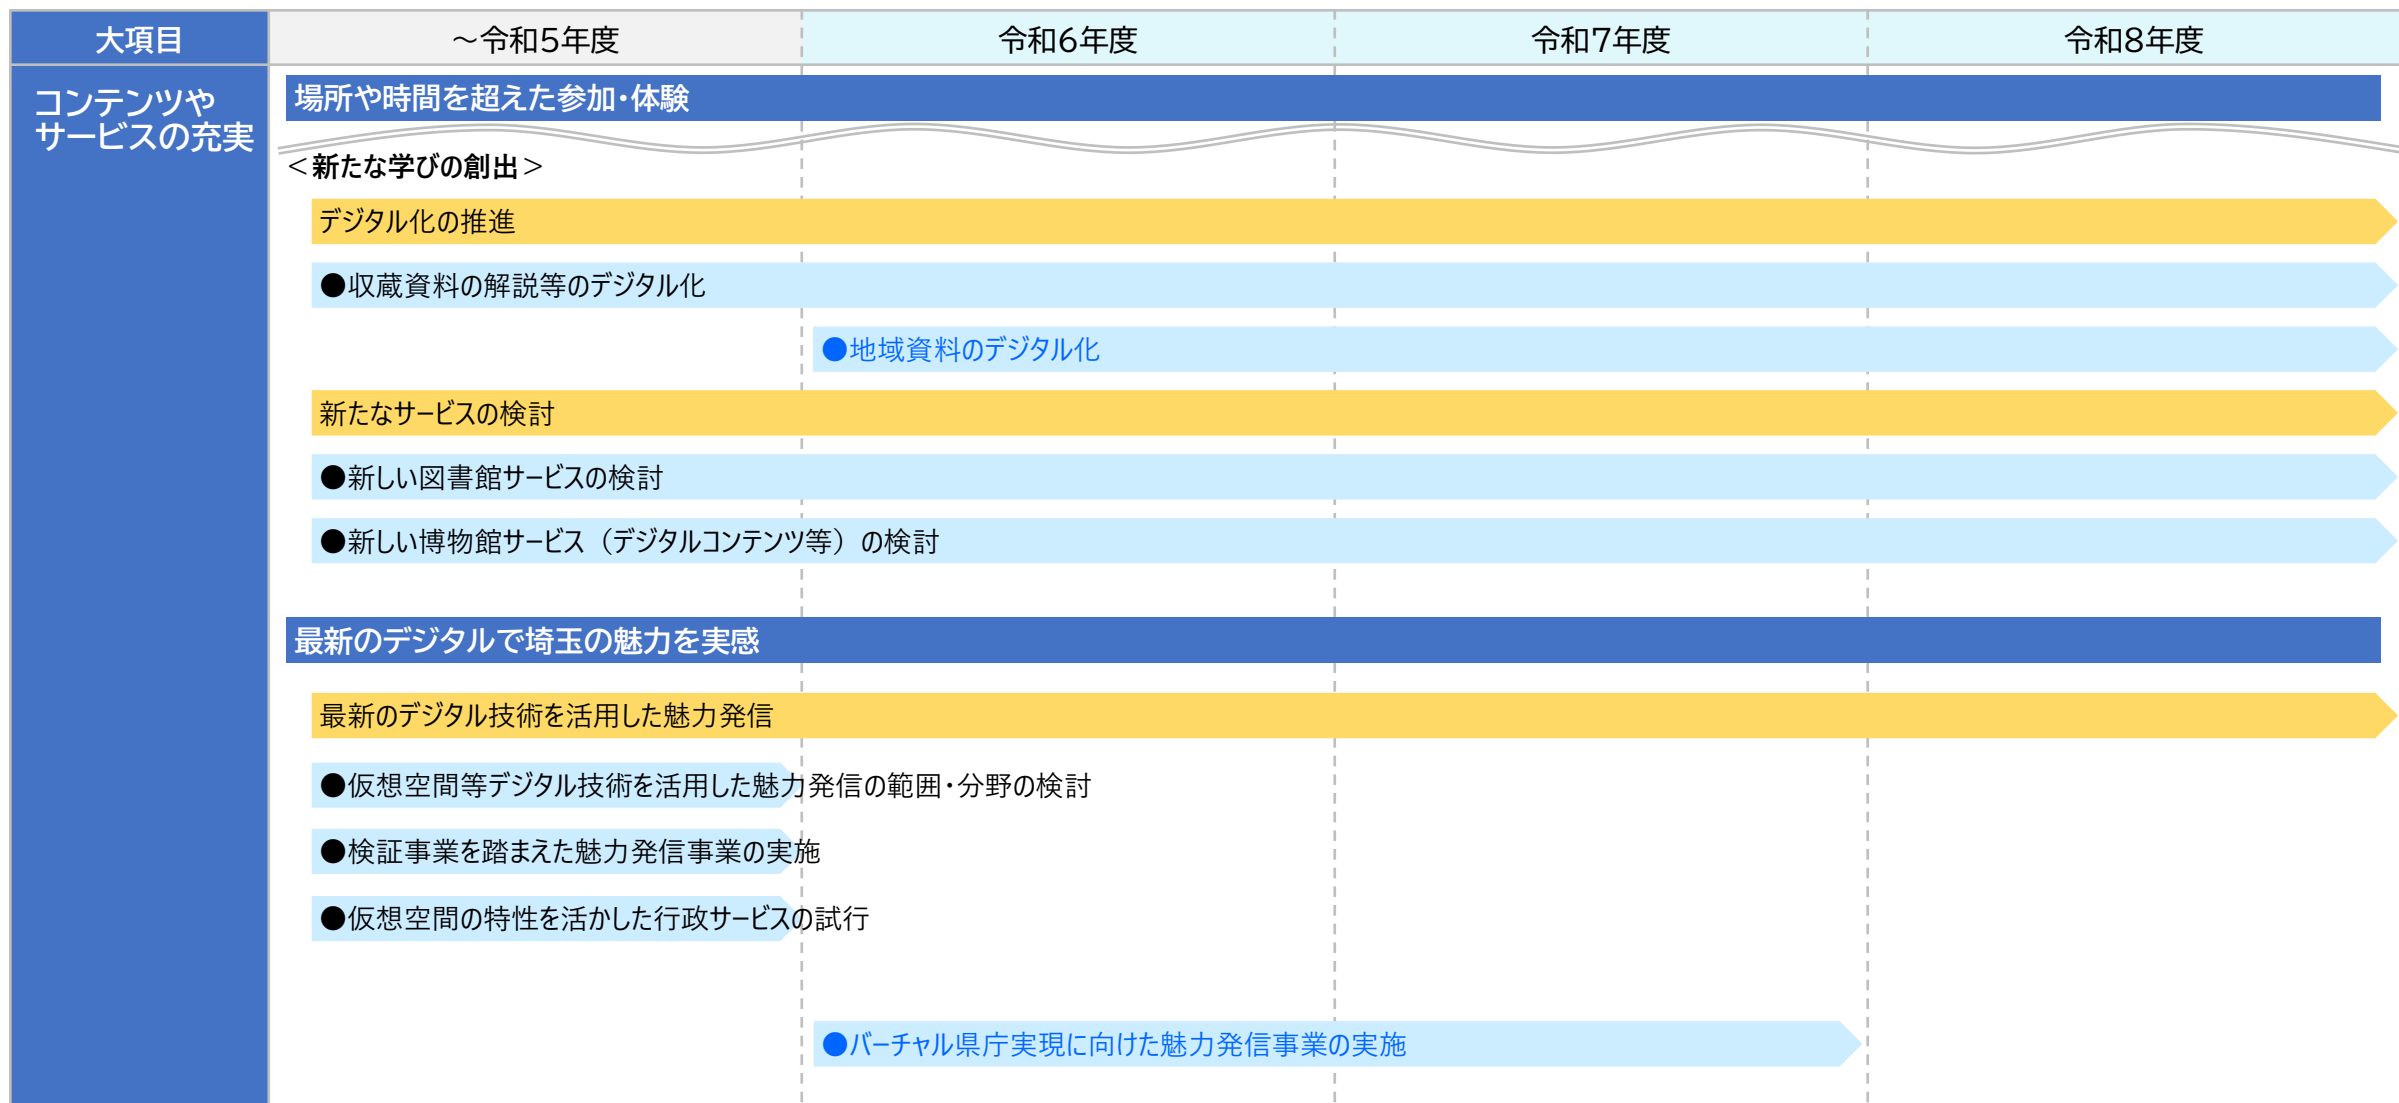 大項目
～令和5年度
令和6年度
令和7年度
令和8年度
コンテンツや
サービスの充実
場所や時間を超えた参加・体験
＜新たな学びの創出＞
デジタル化の推進
●収蔵資料の解説等のデジタル化
●地域資料のデジタル化
新たなサービスの検討
●新しい図書館サービスの検討
●新しい博物館サービス（デジタルコンテンツ等）の検討
最新のデジタルで埼玉の魅力を実感
最新のデジタル技術を活用した魅力発信
●仮想空間等デジタル技術を活用した魅力発信の範囲・分野の検討
●検証事業を踏まえた魅力発信事業の実施
●仮想空間の特性を活かした行政サービスの試行
●バーチャル県庁実現に向けた魅力発信事業の実施